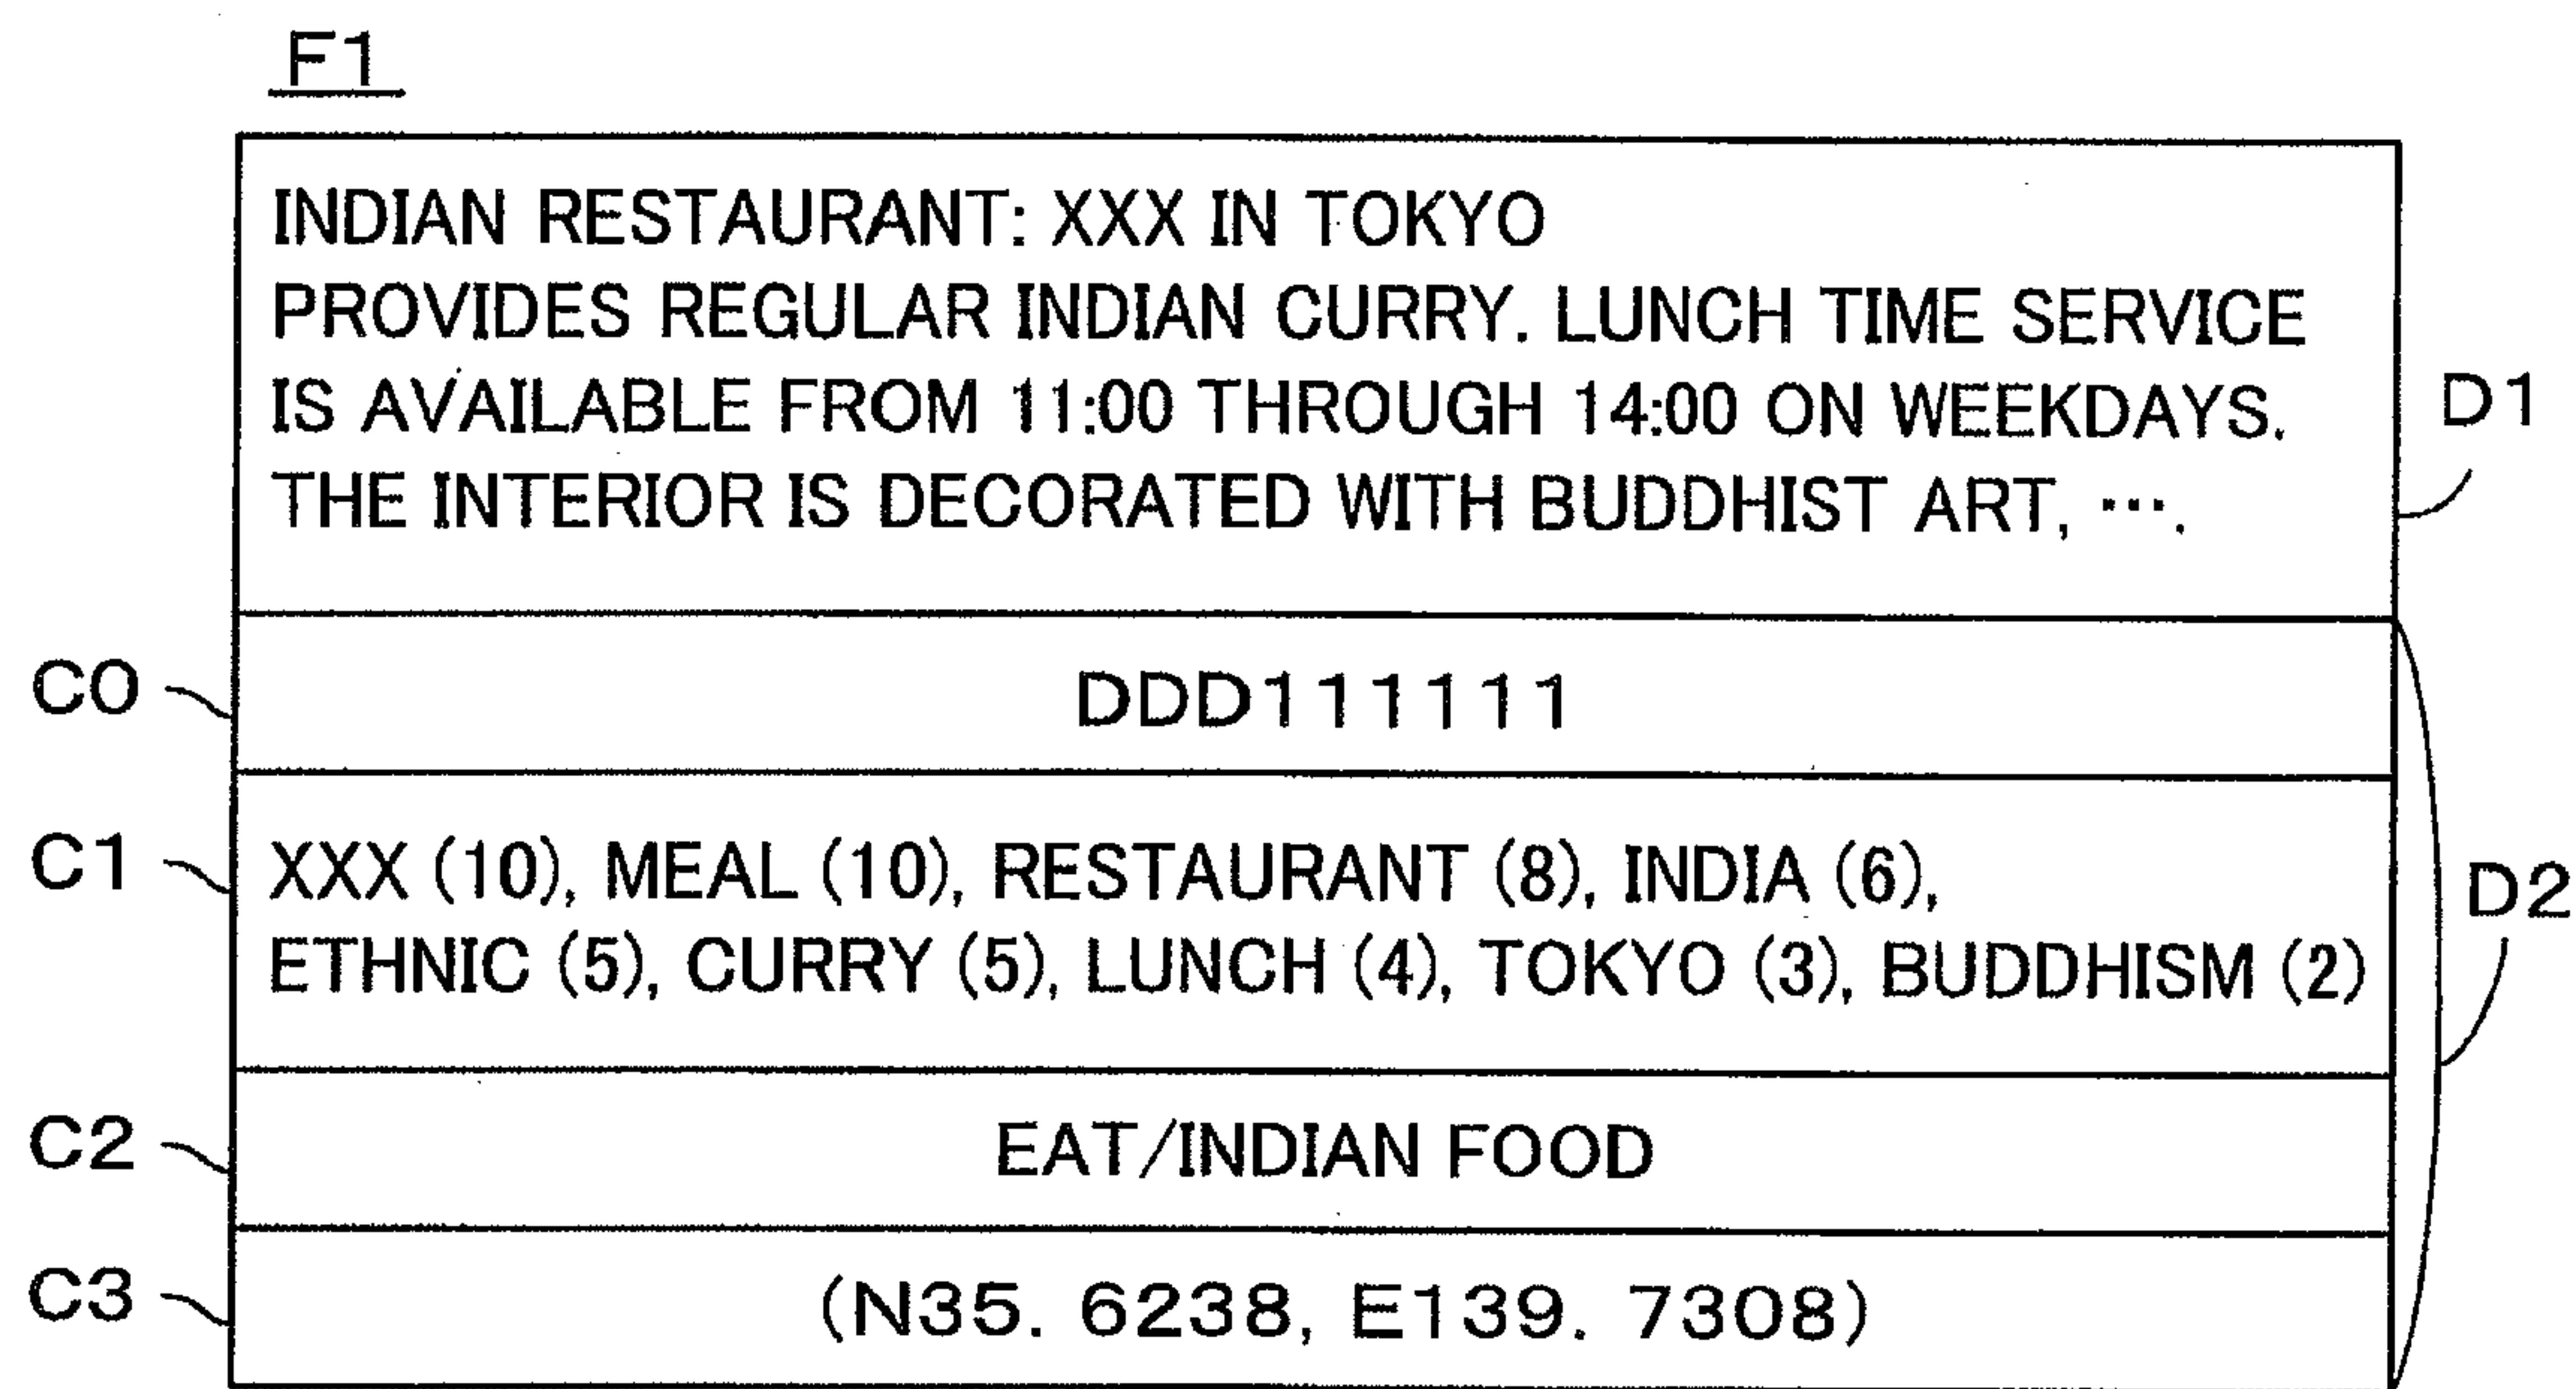 F1
INDIAN RESTAURANT: XXX IN TOKYO
PROVIDES REGULAR INDIAN CURRY. LUNCH TIME SERVICE
IS AVAILABLE FROM 11:00 THROUGH 14:00 ON WEEKDAYS.
THE INTERIOR IS DECORATED WITH BUDDHIST ART, ….
D1
C0
DDD111111
C1
XXX (10), MEAL (10), RESTAURANT (8), INDIA (6),
ETHNIC (5), CURRY (5), LUNCH (4), TOKYO (3), BUDDHISM (2)
D2
C2
EAT/INDIAN FOOD
C3
(N35. 6238, E139. 7308)